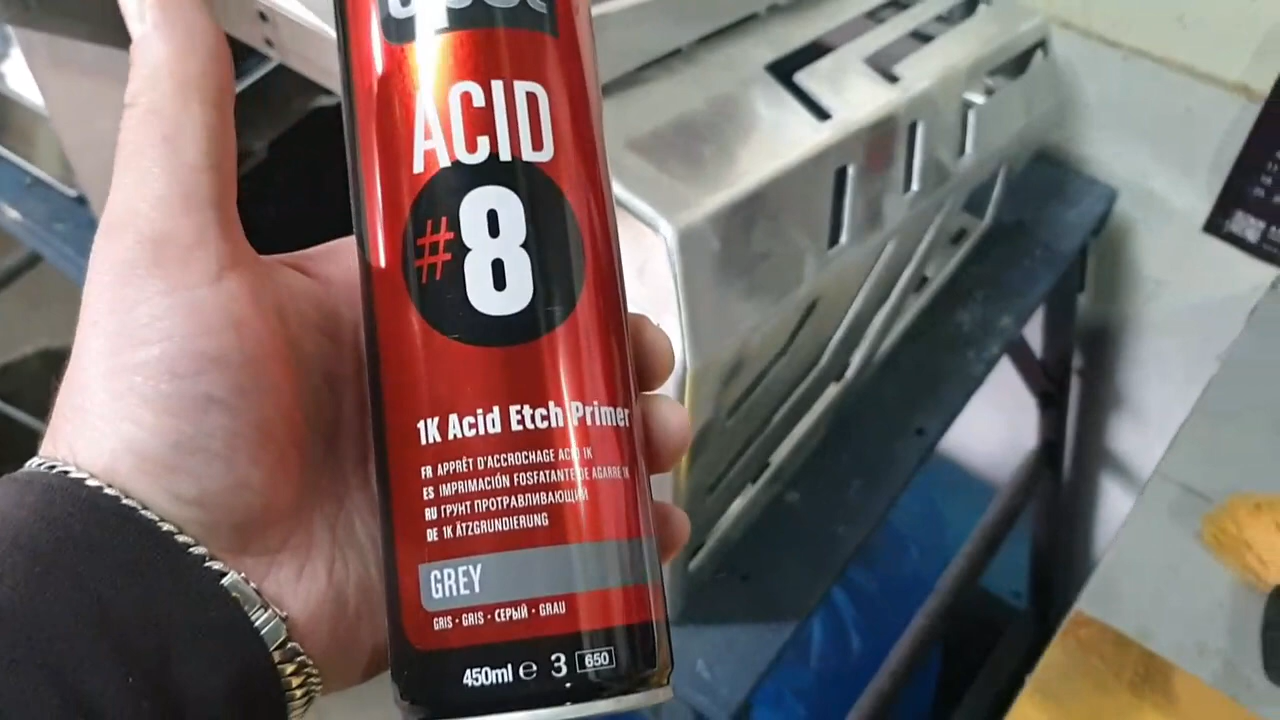 ACID
#8
1K Acid Etch Primer
FR APPRÊT D'ACCROCHAGE ACID 1K
ES IMPRIMACIÓN FOSFATANTE DE AGARRE 1K
RU ГРУНТ ПРОТРАВЛИВАЮЩИЙ
DE 1K ÄTZGRUNDIERUNG
GREY
GRIS · GRIS · СЕРЫЙ · GRAU
450ml e 3 650